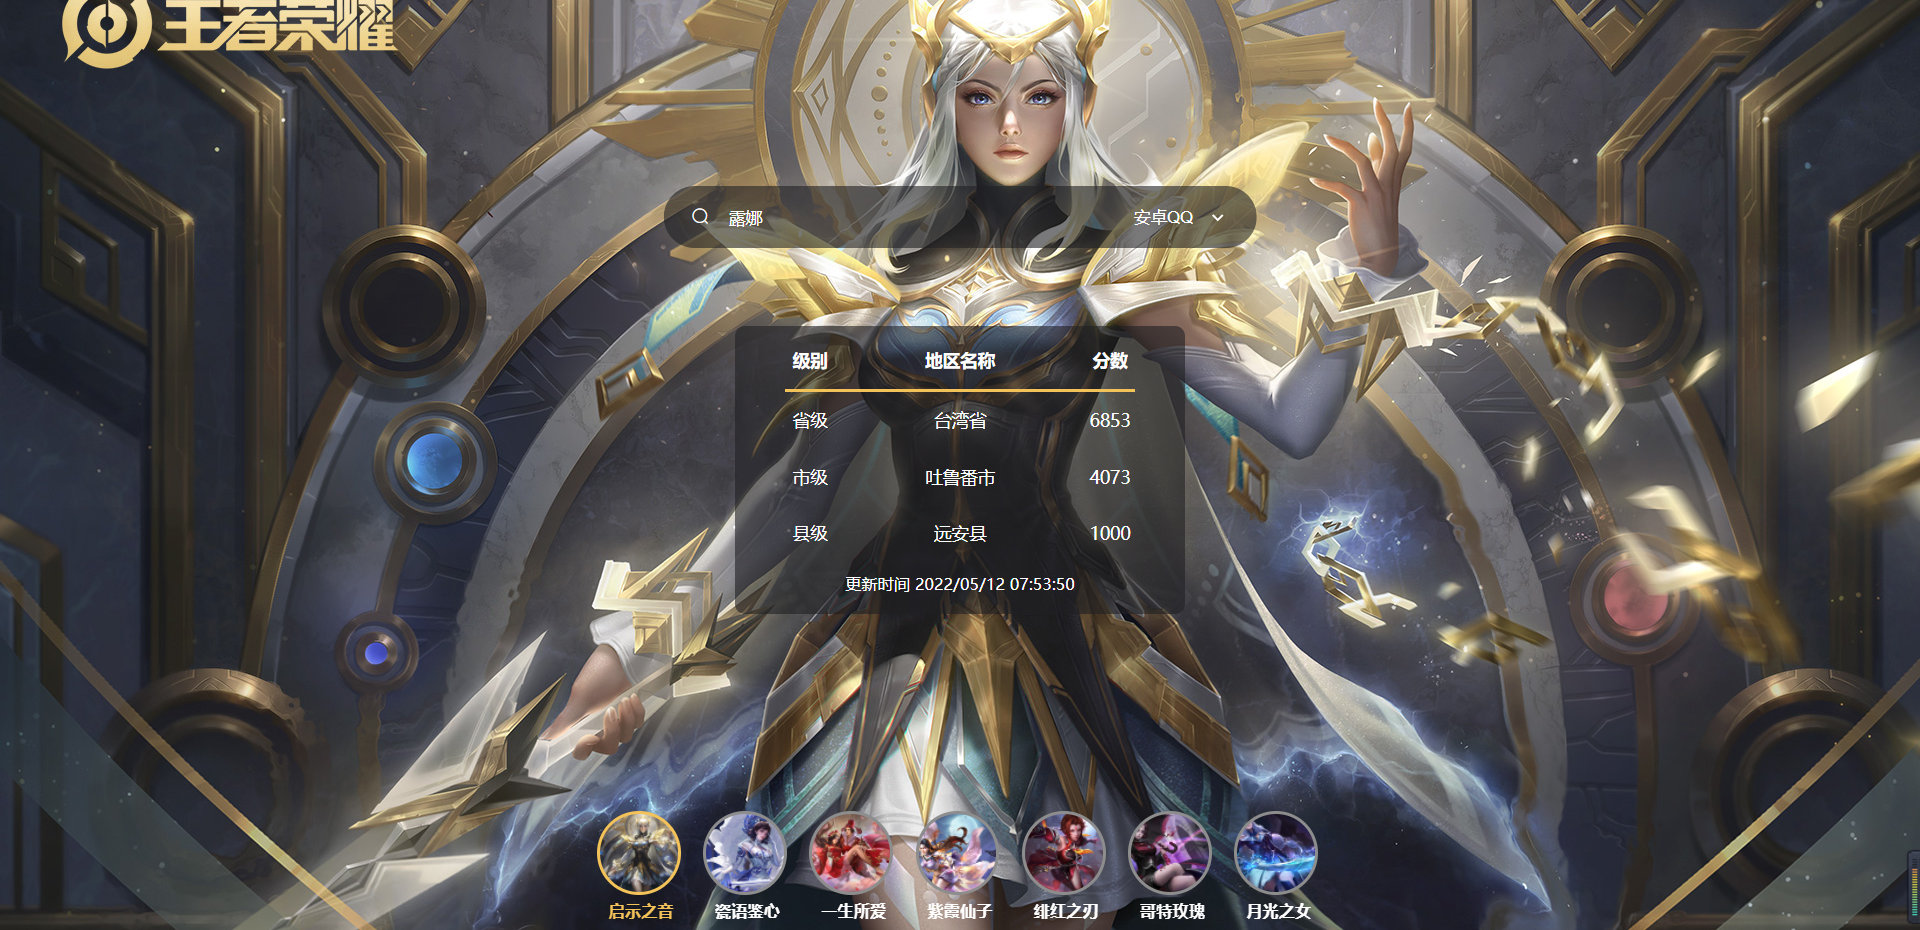 王者荣耀
露娜 安卓QQ
级别 地区名称 分数
省级 台湾省 6853
市级 吐鲁番市 4073
县级 远安县 1000
更新时间 2022/05/12 07:53:50
启示之音 瓷语鉴心 一生所爱 紫霞仙子 绯红之刃 哥特玫瑰 月光之女